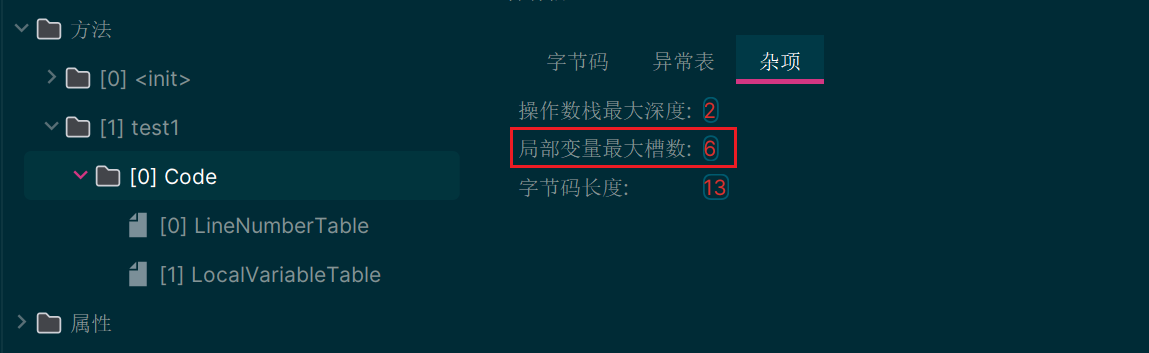 方法
[0] <init>
[1] test1
[0] Code
[0] LineNumberTable
[1] LocalVariableTable
属性
字节码 异常表 杂项
操作数栈最大深度: 2
局部变量最大槽数: 6
字节码长度: 13